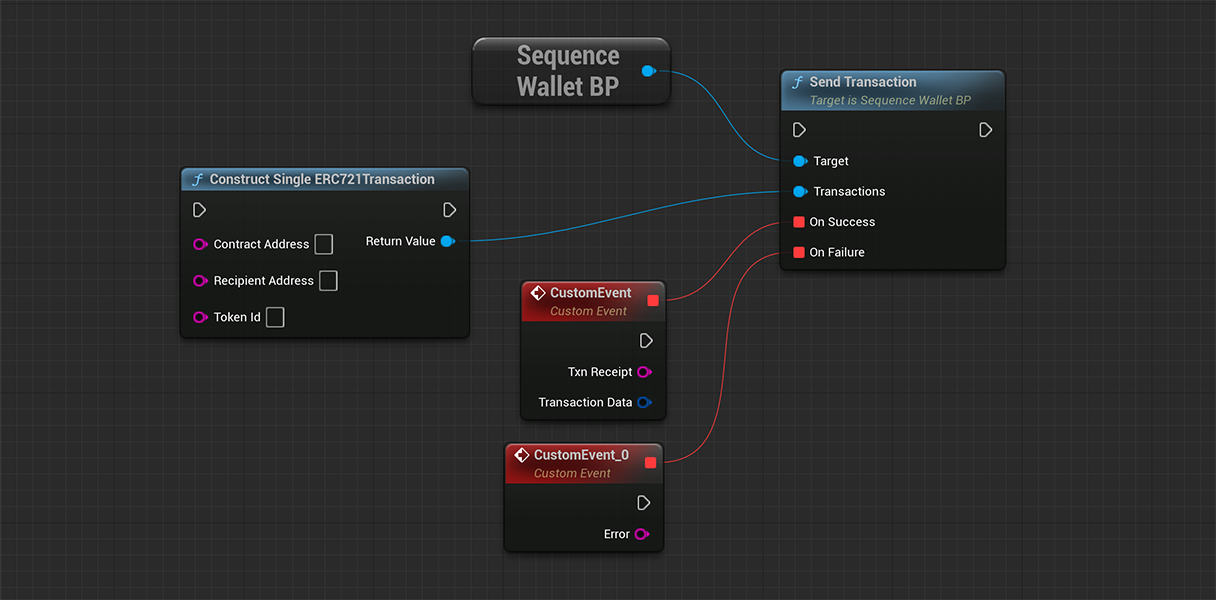 Sequence
Wallet BP
f Send Transaction
Target is Sequence Wallet BP
Target
Transactions
On Success
On Failure
f Construct Single ERC721Transaction
Contract Address
Return Value
Recipient Address
Token Id
CustomEvent
Custom Event
Txn Receipt
Transaction Data
CustomEvent_0
Custom Event
Error